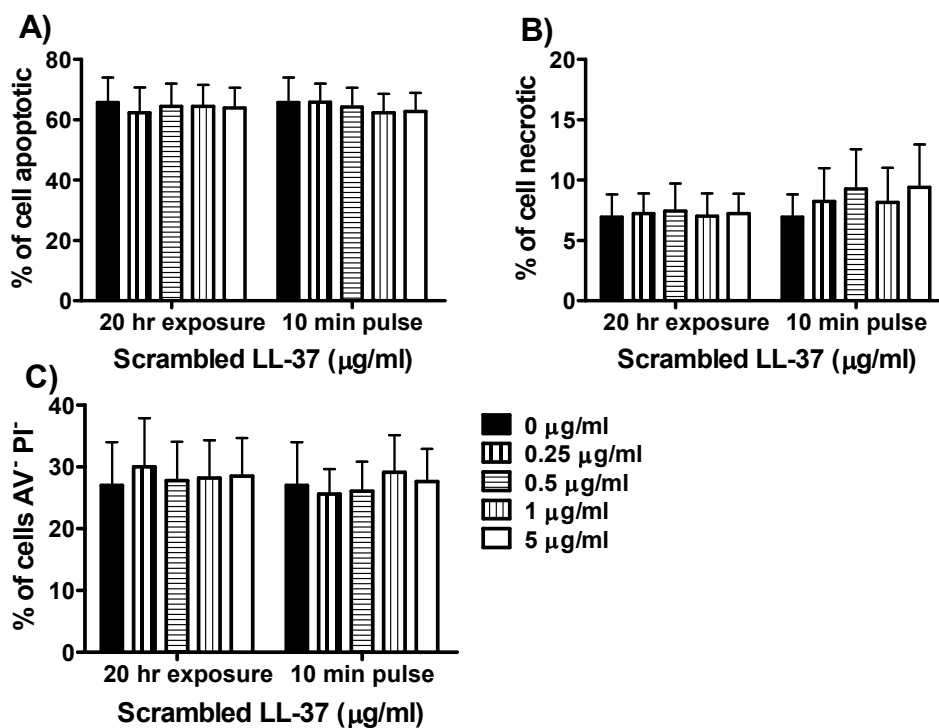 A)
% of cell apoptotic
80
60
40
20
0
20 hr exposure 10 min pulse
Scrambled LL-37 (μg/ml)
B)
% of cell necrotic
20
15
10
5
0
20 hr exposure 10 min pulse
Scrambled LL-37 (μg/ml)
C)
% of cells AV⁻ PI⁻
40
30
20
10
0
20 hr exposure 10 min pulse
Scrambled LL-37 (μg/ml)
0 μg/ml
0.25 μg/ml
0.5 μg/ml
1 μg/ml
5 μg/ml